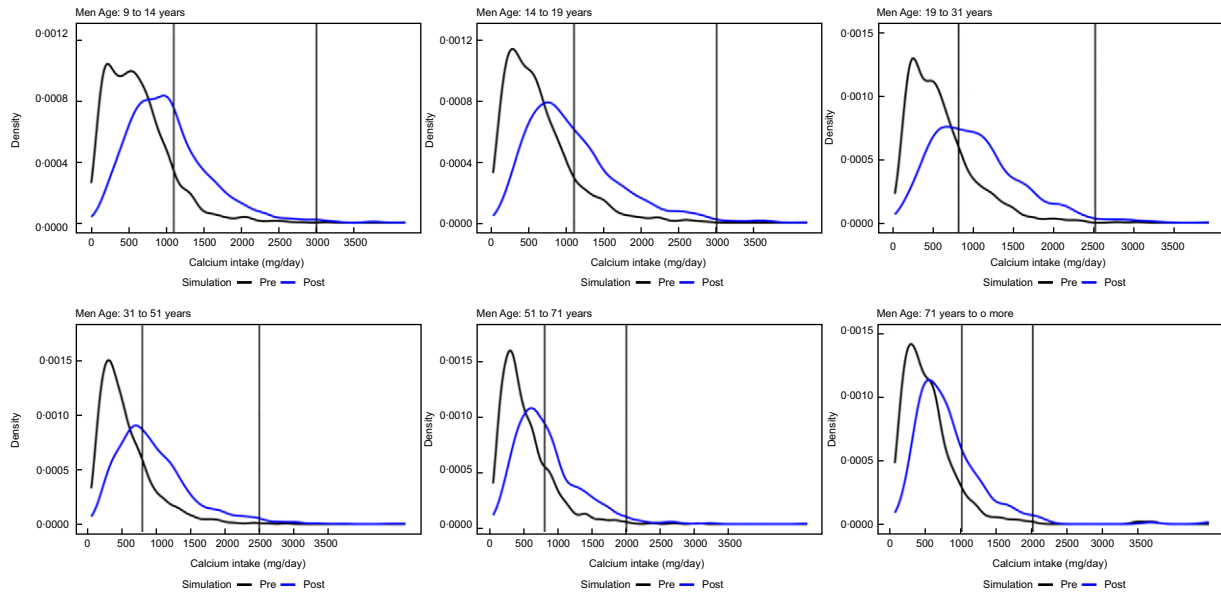 Men Age: 9 to 14 years
0·0012
0·0008
0·0004
0·0000
Density
0 500 1000 1500 2000 2500 3000 3500
Calcium intake (mg/day)
Simulation Pre Post
Men Age: 14 to 19 years
0·0012
0·0008
0·0004
0·0000
Density
0 500 1000 1500 2000 2500 3000 3500
Calcium intake (mg/day)
Simulation Pre Post
Men Age: 19 to 31 years
0·0015
0·0010
0·0005
0·0000
Density
0 500 1000 1500 2000 2500 3000 3500
Calcium intake (mg/day)
Simulation Pre Post
Men Age: 31 to 51 years
0·0015
0·0010
0·0005
0·0000
Density
0 500 1000 1500 2000 2500 3000 3500
Calcium intake (mg/day)
Simulation Pre Post
Men Age: 51 to 71 years
0·0015
0·0010
0·0005
0·0000
Density
0 500 1000 1500 2000 2500 3000 3500
Calcium intake (mg/day)
Simulation Pre Post
Men Age: 71 years to o more
0·0015
0·0010
0·0005
0·0000
Density
0 500 1000 1500 2000 2500 3000 3500
Calcium intake (mg/day)
Simulation Pre Post